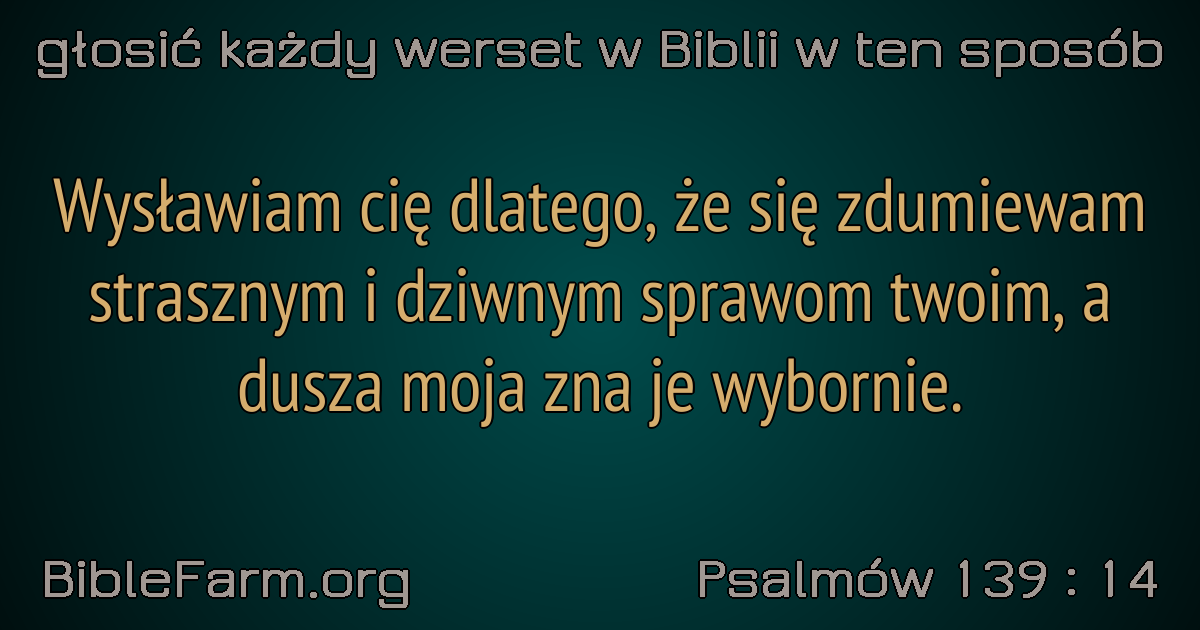 głosić każdy werset w Biblii w ten sposób
Wysławiam cię dlatego, że się zdumiewam
strasznym i dziwnym sprawom twoim, a
dusza moja zna je wybornie.
BibleFarm.org
Psalmów 139 : 14